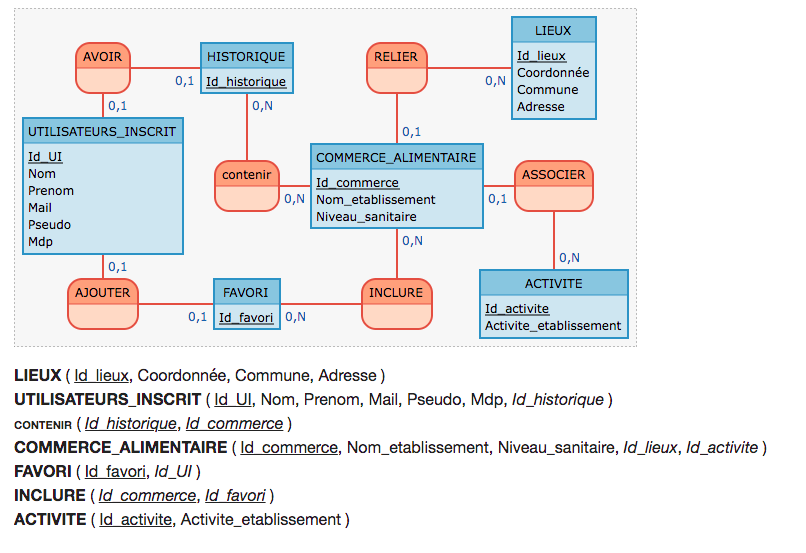 LIEUX
Id_lieux
Coordonnée
Commune
Adresse
AVOIR
HISTORIQUE
Id_historique
RELIER
0,1
0,N
0,1
0,N
0,1
UTILISATEURS_INSCRIT
Id_UI
Nom
Prenom
Mail
Pseudo
Mdp
contenir
0,N
COMMERCE_ALIMENTAIRE
Id_commerce
Nom_etablissement
Niveau_sanitaire
0,1
ASSOCIER
0,N
0,N
0,1
AJOUTER
0,1
FAVORI
Id_favori
0,N
INCLURE
ACTIVITE
Id_activite
Activite_etablissement
LIEUX ( Id_lieux, Coordonnée, Commune, Adresse )
UTILISATEURS_INSCRIT ( Id_UI, Nom, Prenom, Mail, Pseudo, Mdp, Id_historique )
CONTENIR ( Id_historique, Id_commerce )
COMMERCE_ALIMENTAIRE ( Id_commerce, Nom_etablissement, Niveau_sanitaire, Id_lieux, Id_activite )
FAVORI ( Id_favori, Id_UI )
INCLURE ( Id_commerce, Id_favori )
ACTIVITE ( Id_activite, Activite_etablissement )